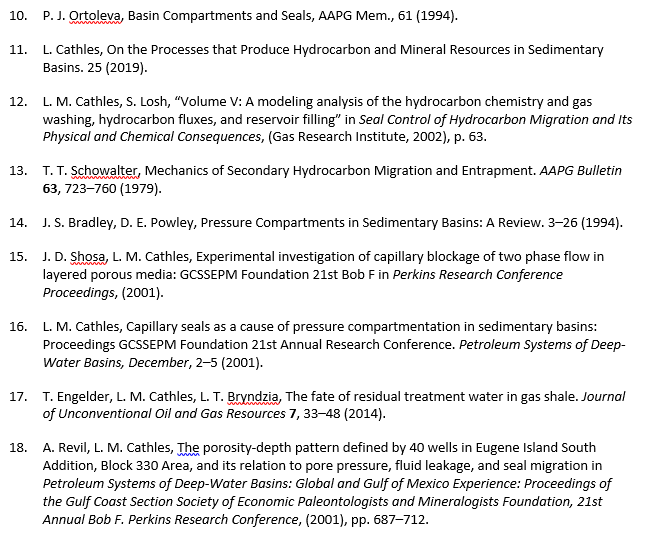 10. P. J. Ortoleva, Basin Compartments and Seals, AAPG Mem., 61 (1994).
11. L. Cathles, On the Processes that Produce Hydrocarbon and Mineral Resources in Sedimentary
Basins. 25 (2019).
12. L. M. Cathles, S. Losh, “Volume V: A modeling analysis of the hydrocarbon chemistry and gas
washing, hydrocarbon fluxes, and reservoir filling” in Seal Control of Hydrocarbon Migration and Its
Physical and Chemical Consequences, (Gas Research Institute, 2002), p. 63.
13. T. T. Schowalter, Mechanics of Secondary Hydrocarbon Migration and Entrapment. AAPG Bulletin
63, 723–760 (1979).
14. J. S. Bradley, D. E. Powley, Pressure Compartments in Sedimentary Basins: A Review. 3–26 (1994).
15. J. D. Shosa, L. M. Cathles, Experimental investigation of capillary blockage of two phase flow in
layered porous media: GCSSEPM Foundation 21st Bob F in Perkins Research Conference
Proceedings, (2001).
16. L. M. Cathles, Capillary seals as a cause of pressure compartmentation in sedimentary basins:
Proceedings GCSSEPM Foundation 21st Annual Research Conference. Petroleum Systems of Deep-
Water Basins, December, 2–5 (2001).
17. T. Engelder, L. M. Cathles, L. T. Bryndzia, The fate of residual treatment water in gas shale. Journal
of Unconventional Oil and Gas Resources 7, 33–48 (2014).
18. A. Revil, L. M. Cathles, The porosity-depth pattern defined by 40 wells in Eugene Island South
Addition, Block 330 Area, and its relation to pore pressure, fluid leakage, and seal migration in
Petroleum Systems of Deep-Water Basins: Global and Gulf of Mexico Experience: Proceedings of
the Gulf Coast Section Society of Economic Paleontologists and Mineralogists Foundation, 21st
Annual Bob F. Perkins Research Conference, (2001), pp. 687–712.